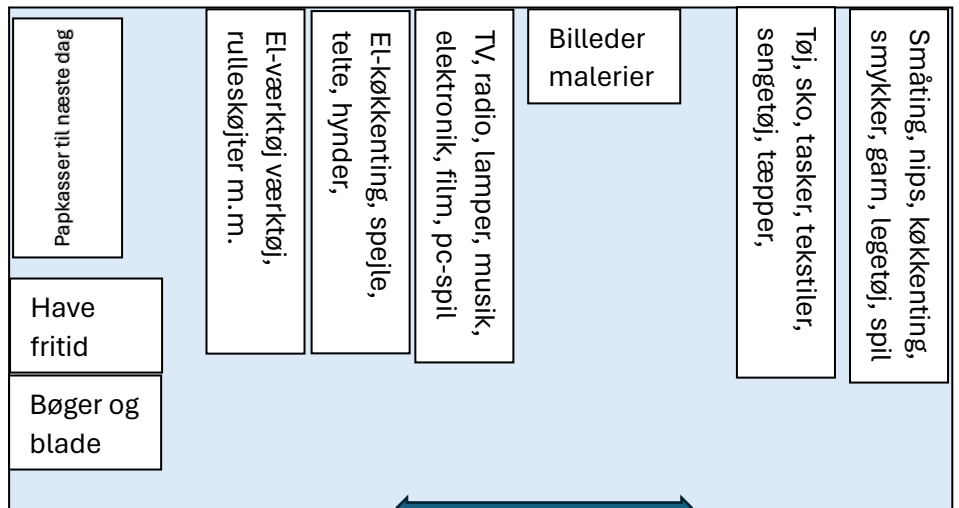 Papkasser til næste dag
Have
fritid
Bøger og
blade
El-værktøj værktøj,
rulleskøjter m.m.
El-køkkenting, spejle,
telte, hynder,
TV, radio, lamper, musik,
elektronik, film, pc-spil
Billeder
malerier
Tøj, sko, tasker, tekstiler,
sengetøj, tæpper,
Småting, nips, køkkenting,
smykker, garn, legetøj, spil